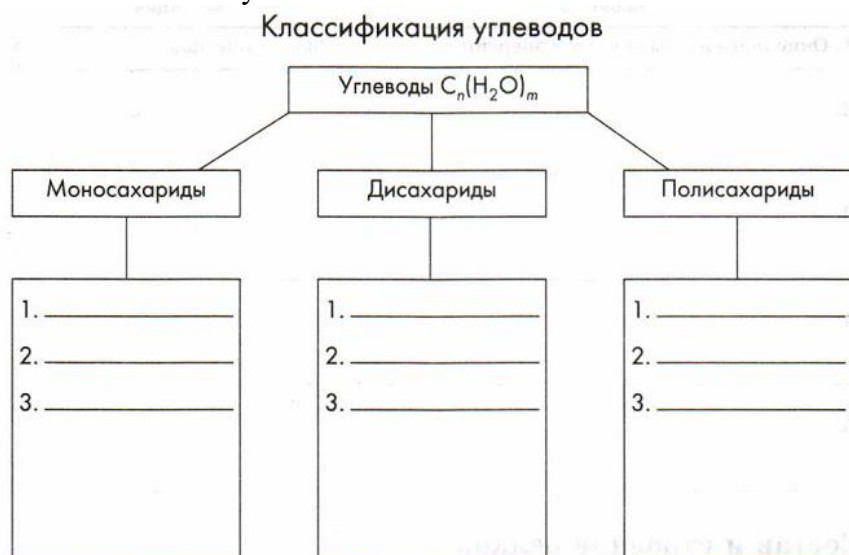 Классификация углеводов
Углеводы Cₙ(H₂O)ₘ
Моносахариды
Дисахариды
Полисахариды
1.
2.
3.
1.
2.
3.
1.
2.
3.